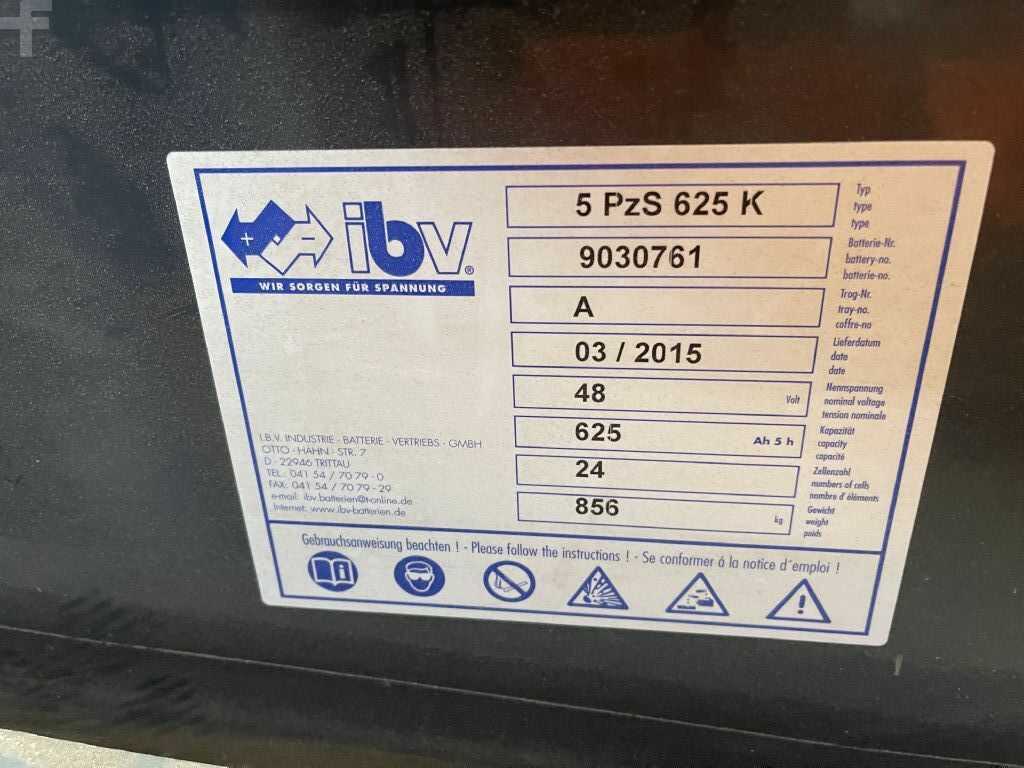 ibv®
WIR SORGEN FÜR SPANNUNG
I.B.V. INDUSTRIE - BATTERIE - VERTRIEBS - GMBH
OTTO - HAHN - STR. 7
D - 22946 TRITTAU
TEL. 041 54 / 70 79 - 0
FAX: 041 54 / 70 79 - 29
e-mail: ibv.batterien@t-online.de
Internet: www.ibv-batterien.de
5 PzS 625 K
Typ
type
type
9030761
Batterie-Nr.
battery-no.
batterie-no.
A
Trog-Nr.
tray-no.
coffre-no
03 / 2015
Lieferdatum
date
date
48 Volt
Nennspannung
nominal voltage
tension nominale
625 Ah 5 h
Kapazität
capacity
capacité
24
Zellenzahl
numbers of cells
nombre d´éléments
856 kg
Gewicht
weight
poids
Gebrauchsanweisung beachten ! - Please follow the instructions ! - Se conformer á la notice d´emploi !